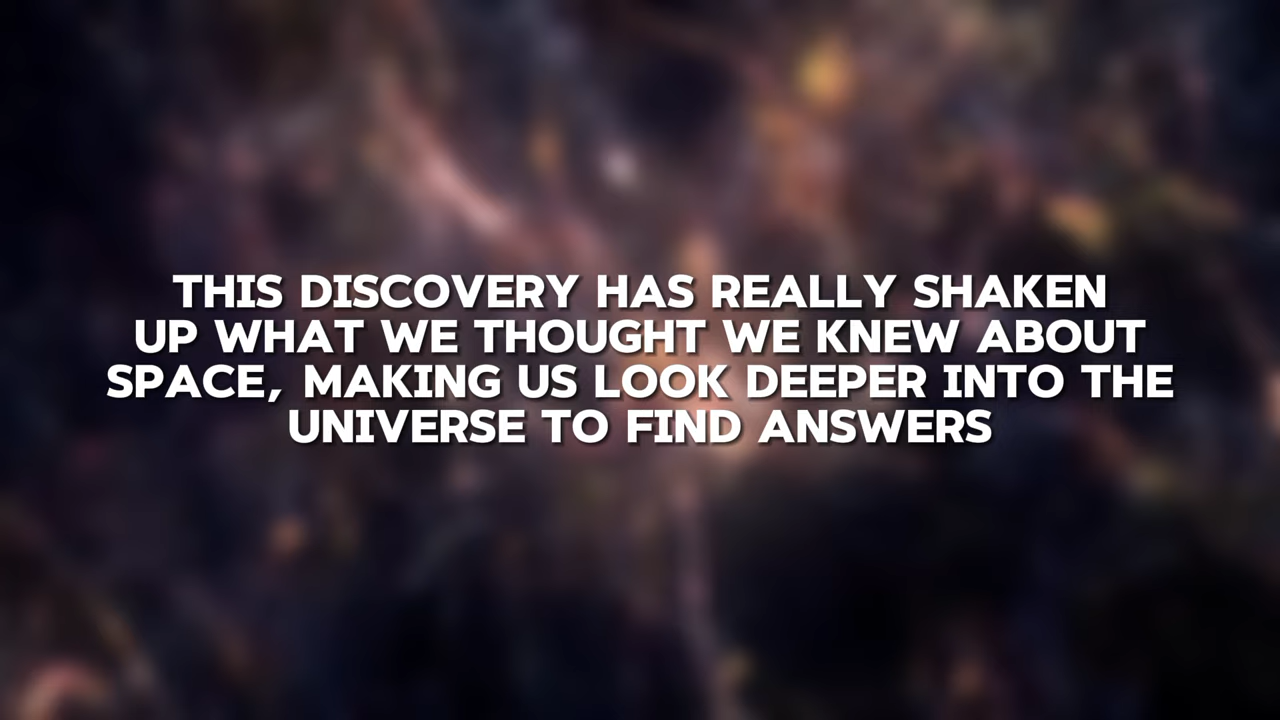 THIS DISCOVERY HAS REALLY SHAKEN
UP WHAT WE THOUGHT WE KNEW ABOUT
SPACE, MAKING US LOOK DEEPER INTO THE
UNIVERSE TO FIND ANSWERS